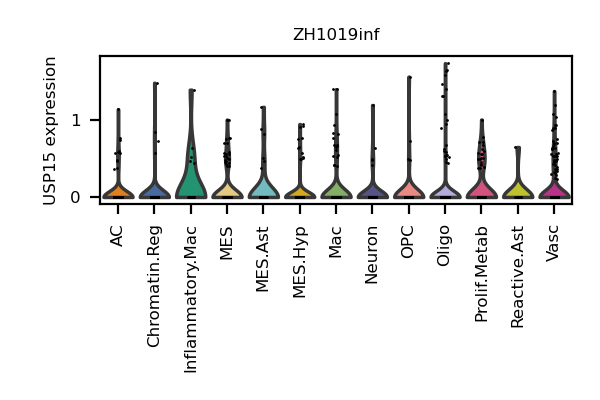 ZH1019inf
USP15 expression
1
0
AC
Chromatin.Reg
Inflammatory.Mac
MES
MES.Ast
MES.Hyp
Mac
Neuron
OPC
Oligo
Prolif.Metab
Reactive.Ast
Vasc